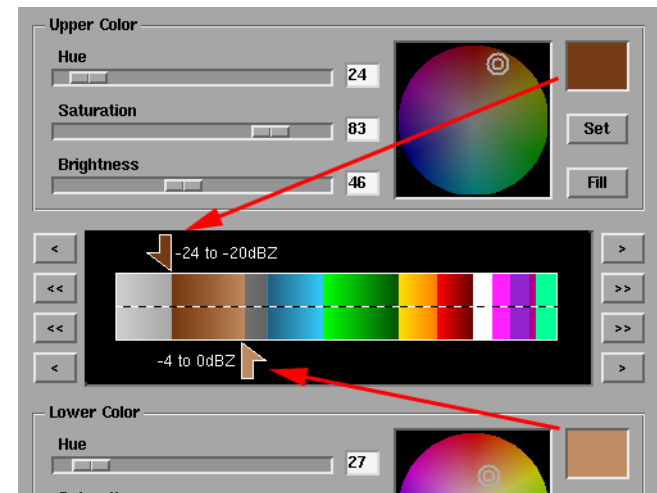 Upper Color
Hue
24
Saturation
83
Set
Brightness
46
Fill
<
-24 to -20dBZ
>
<<
>>
<<
>>
<
-4 to 0dBZ
>
Lower Color
Hue
27